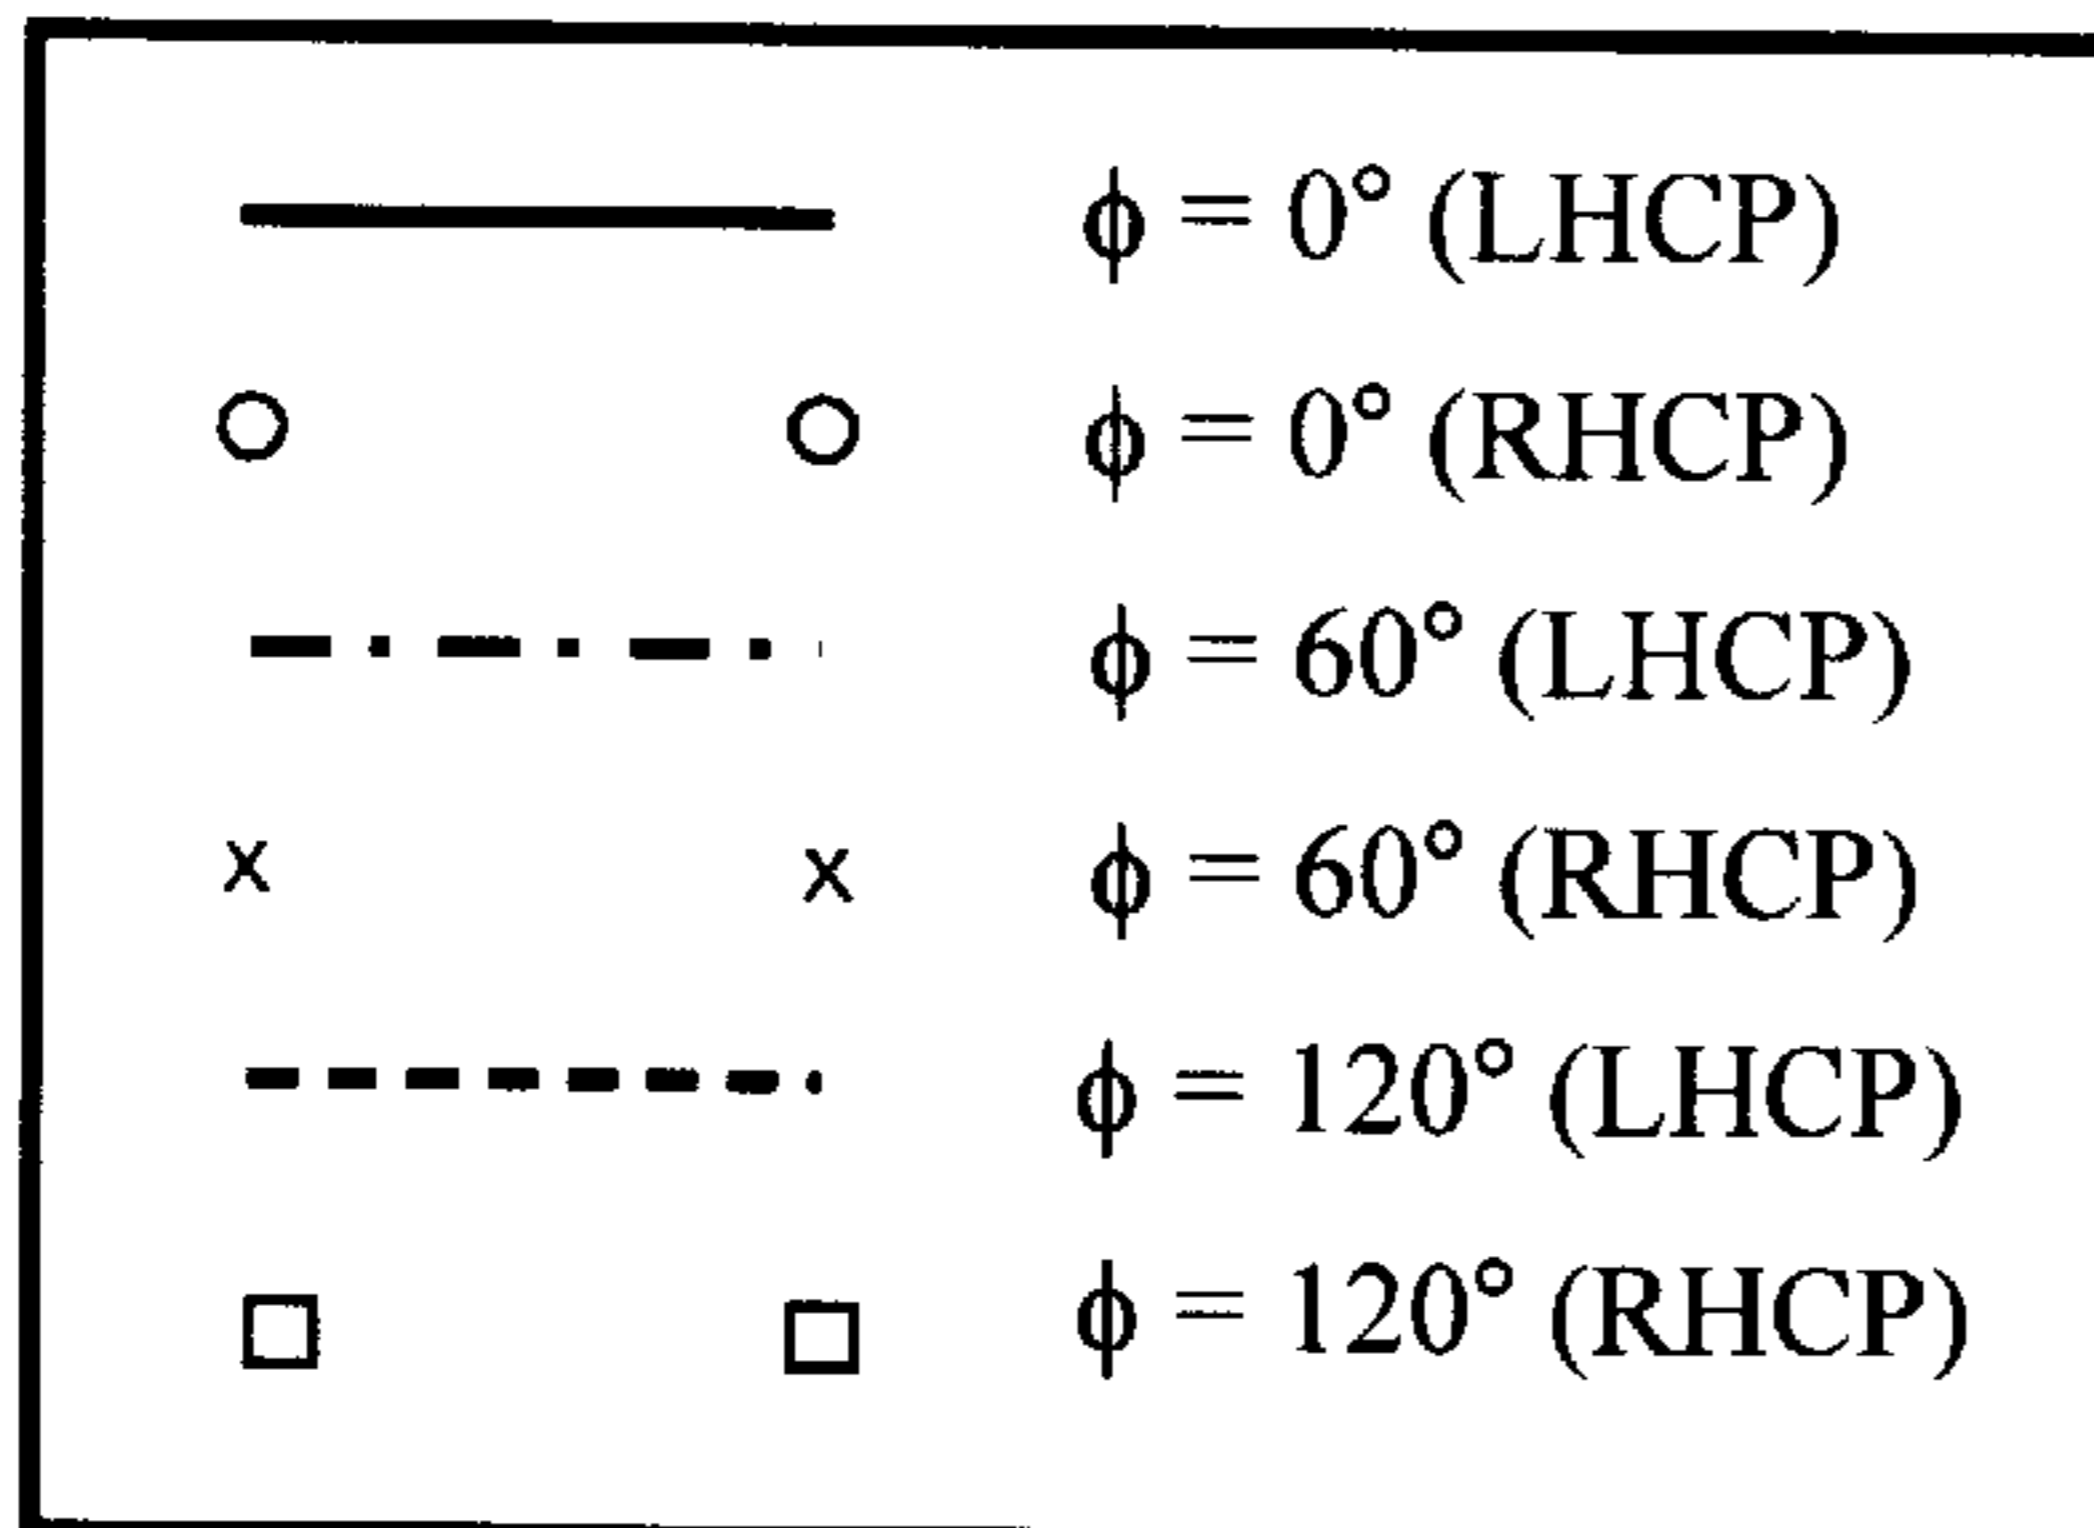 ϕ = 0° (LHCP)
ϕ = 0° (RHCP)
ϕ = 60° (LHCP)
x x ϕ = 60° (RHCP)
ϕ = 120° (LHCP)
ϕ = 120° (RHCP)